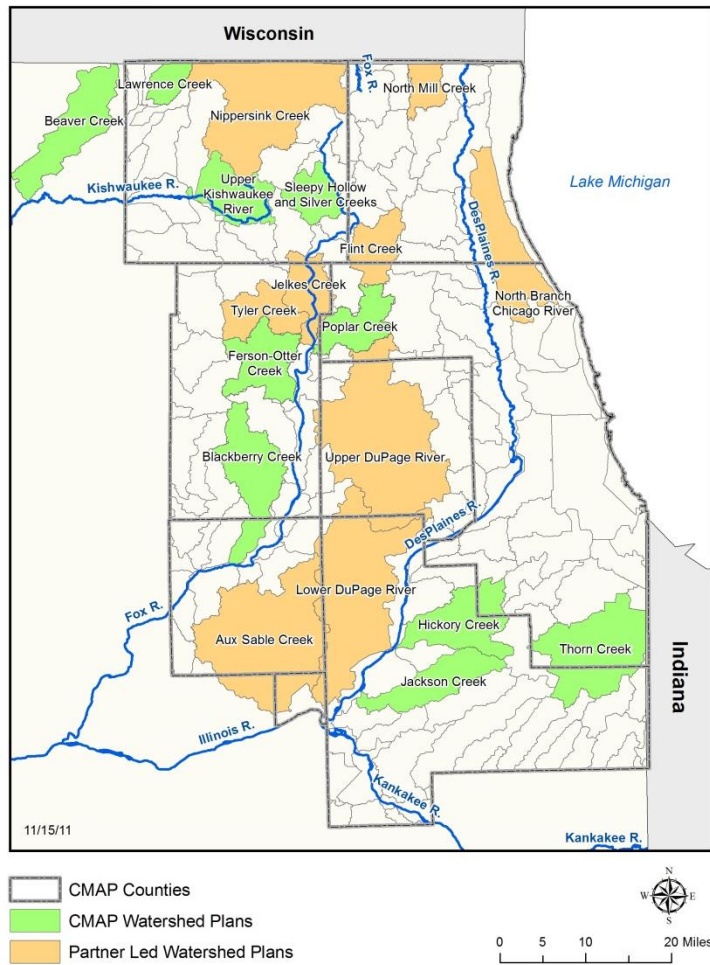 Wisconsin
Fox R.
Lawrence Creek
North Mill Creek
Beaver Creek
Nippersink Creek
Lake Michigan
Kishwaukee R.
Upper
Kishwaukee
River
Sleepy Hollow
and Silver Creeks
DesPlaines R.
Flint Creek
Jelkes Creek
North Branch
Chicago River
Tyler Creek
Poplar Creek
Ferson-Otter
Creek
Blackberry Creek
Upper DuPage River
DesPlaines R.
Fox R.
Lower DuPage River
Aux Sable Creek
Hickory Creek
Thorn Creek
Indiana
Jackson Creek
Illinois R.
Kankakee R.
11/15/11
Kankakee R.
CMAP Counties
CMAP Watershed Plans
Partner Led Watershed Plans
N
W
E
S
0 5 10 20 Miles